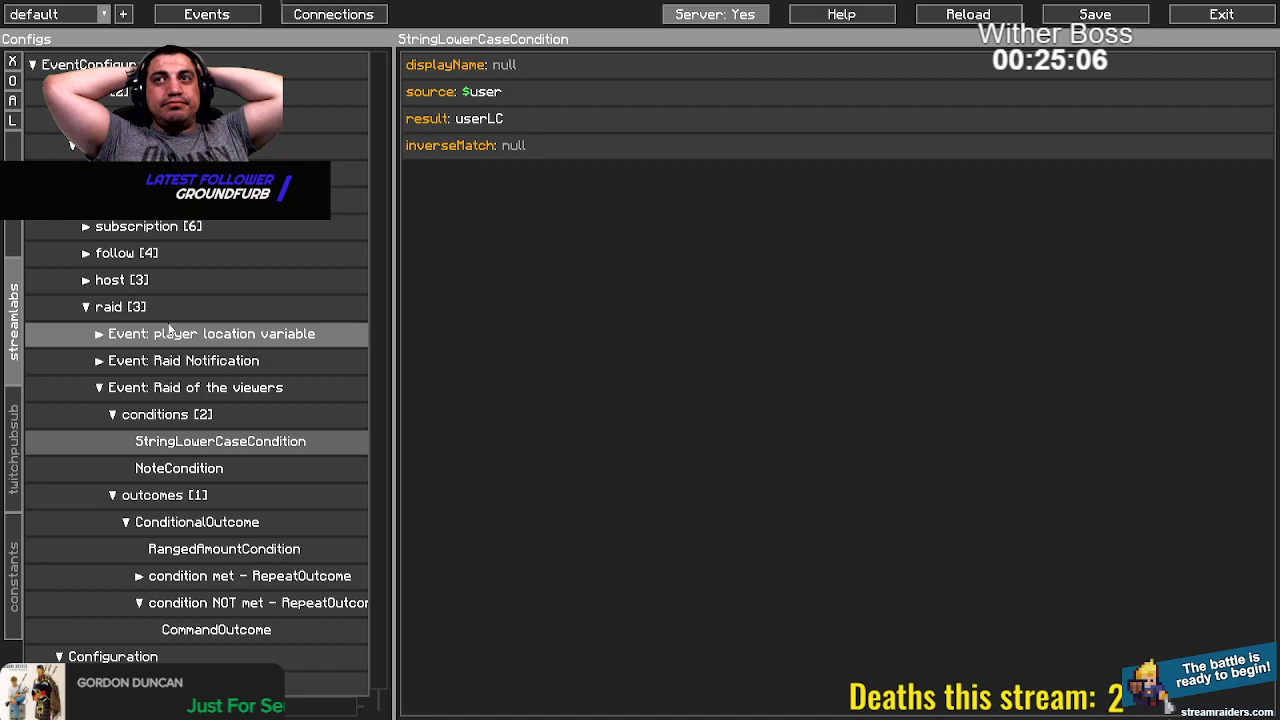 default + Events Connections Server: Yes Help Reload Save Exit
Configs
StringLowerCaseCondition
Wither Boss
00:25:06
X
O
A
L
EventConfigur
[2]
displayName: null
source: $user
result: userLC
inverseMatch: null
LATEST FOLLOWER
GROUNDFURB
subscription [6]
follow [4]
host [3]
raid [3]
Event: player location variable
Event: Raid Notification
Event: Raid of the viewers
conditions [2]
StringLowerCaseCondition
NoteCondition
outcomes [1]
ConditionalOutcome
RangedAmountCondition
condition met - RepeatOutcome
condition NOT met - RepeatOutcom
CommandOutcome
Configuration
streamlabs
twitchpubsub
constants
GORDON DUNCAN
Just For Se
Deaths this stream: 2
The battle is
ready to begin!
streamraiders.com